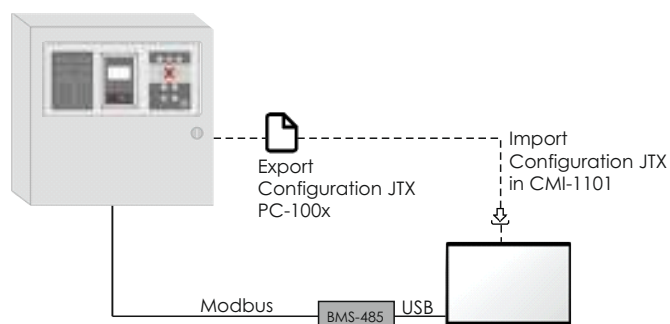 Export
Configuration JTX
PC-100x
Import
Configuration JTX
in CMI-1101
Modbus
BMS-485
USB